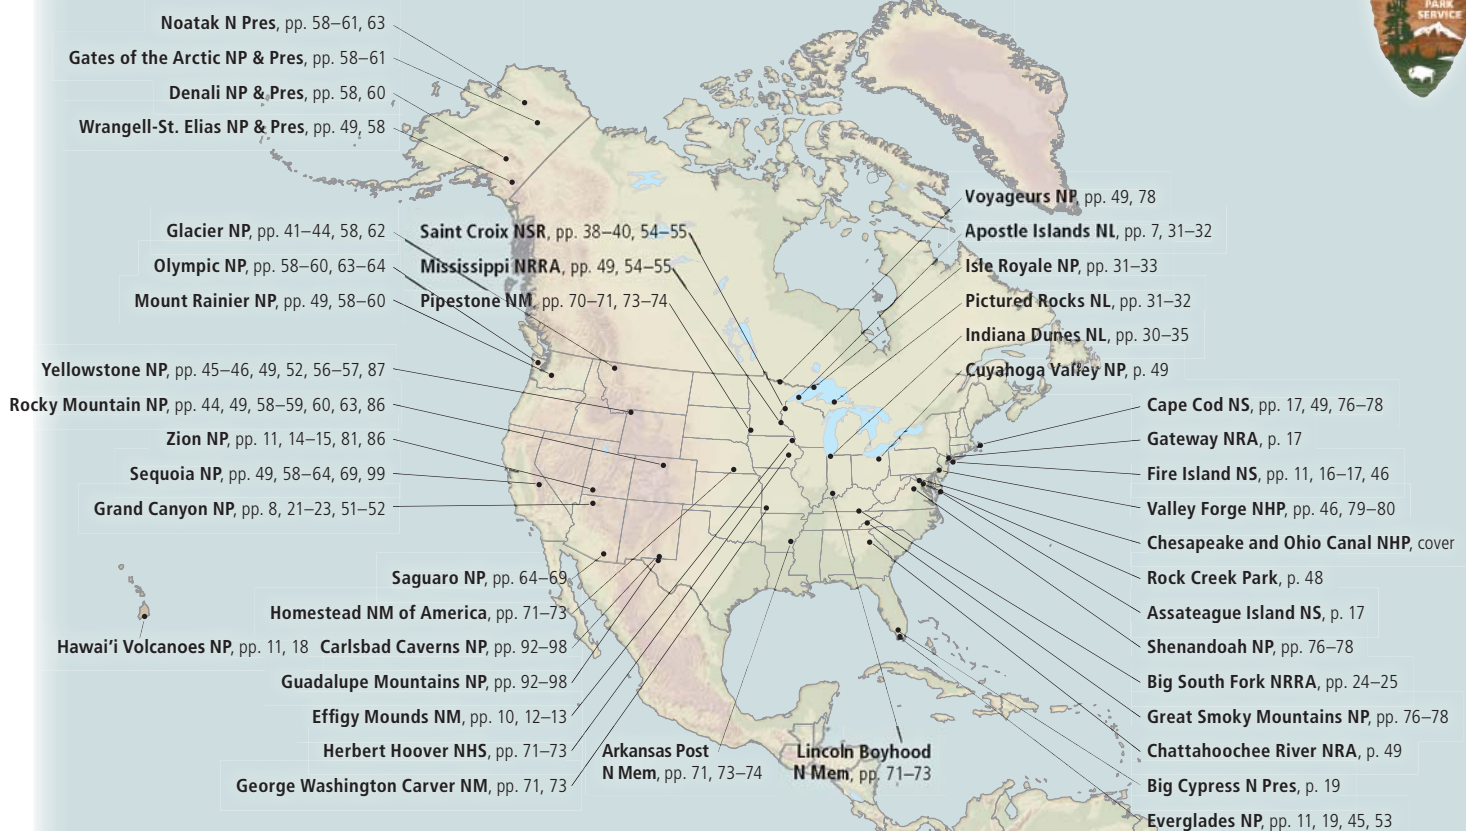 PARK
SERVICE
Noatak N Pres, pp. 58–61, 63
Gates of the Arctic NP & Pres, pp. 58–61
Denali NP & Pres, pp. 58, 60
Wrangell-St. Elias NP & Pres, pp. 49, 58
Glacier NP, pp. 41–44, 58, 62
Olympic NP, pp. 58–60, 63–64
Mount Rainier NP, pp. 49, 58–60
Saint Croix NSR, pp. 38–40, 54–55
Mississippi NRRA, pp. 49, 54–55
Pipestone NM, pp. 70–71, 73–74
Voyageurs NP, pp. 49, 78
Apostle Islands NL, pp. 7, 31–32
Isle Royale NP, pp. 31–33
Pictured Rocks NL, pp. 31–32
Indiana Dunes NL, pp. 30–35
Cuyahoga Valley NP, p. 49
Yellowstone NP, pp. 45–46, 49, 52, 56–57, 87
Rocky Mountain NP, pp. 44, 49, 58–59, 60, 63, 86
Zion NP, pp. 11, 14–15, 81, 86
Sequoia NP, pp. 49, 58–64, 69, 99
Grand Canyon NP, pp. 8, 21–23, 51–52
Cape Cod NS, pp. 17, 49, 76–78
Gateway NRA, p. 17
Fire Island NS, pp. 11, 16–17, 46
Valley Forge NHP, pp. 46, 79–80
Chesapeake and Ohio Canal NHP, cover
Rock Creek Park, p. 48
Assateague Island NS, p. 17
Shenandoah NP, pp. 76–78
Big South Fork NRRA, pp. 24–25
Great Smoky Mountains NP, pp. 76–78
Chattahoochee River NRA, p. 49
Big Cypress N Pres, p. 19
Everglades NP, pp. 11, 19, 45, 53
Saguaro NP, pp. 64–69
Homestead NM of America, pp. 71–73
Hawai'i Volcanoes NP, pp. 11, 18
Carlsbad Caverns NP, pp. 92–98
Guadalupe Mountains NP, pp. 92–98
Effigy Mounds NM, pp. 10, 12–13
Herbert Hoover NHS, pp. 71–73
George Washington Carver NM, pp. 71, 73
Arkansas Post
N Mem, pp. 71, 73–74
Lincoln Boyhood
N Mem, pp. 71–73